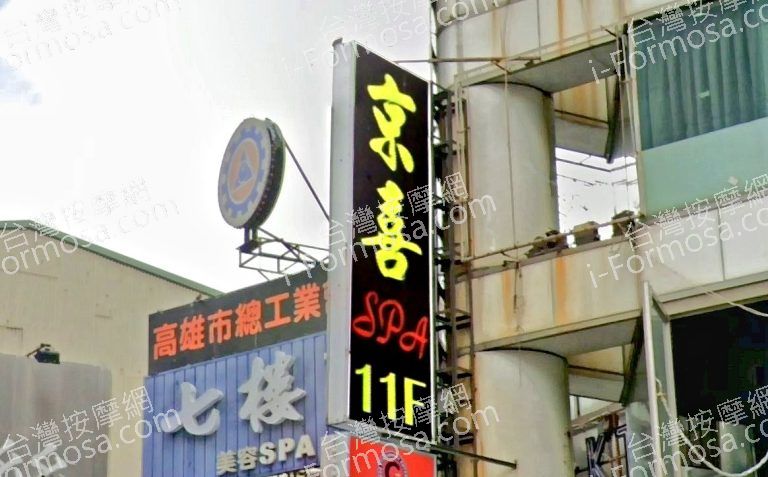 京喜
SPA
11F
高雄市總工業
七樓
美容SPA
台灣按摩網
i-Formosa.com